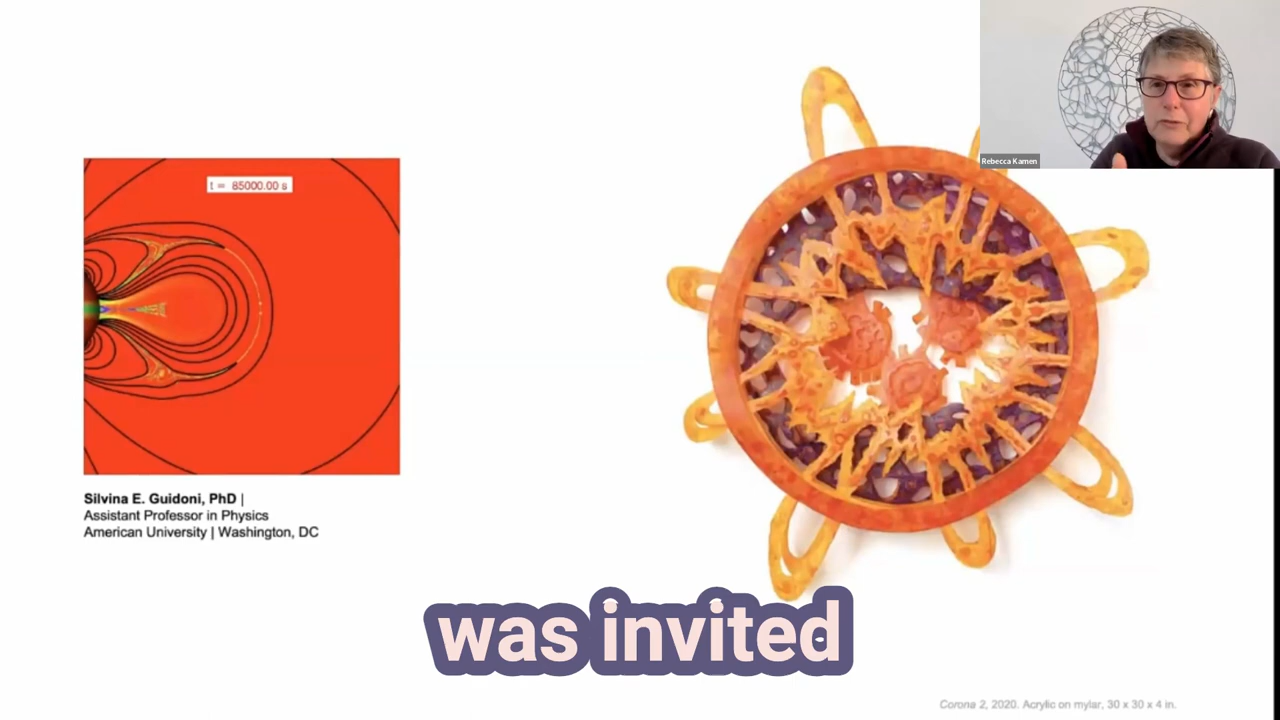 Rebecca Kamen
t = 85000.00 s
Silvina E. Guidoni, PhD |
Assistant Professor in Physics
American University | Washington, DC
was invited
Corona 2, 2020. Acrylic on mylar, 30 x 30 x 4 in.